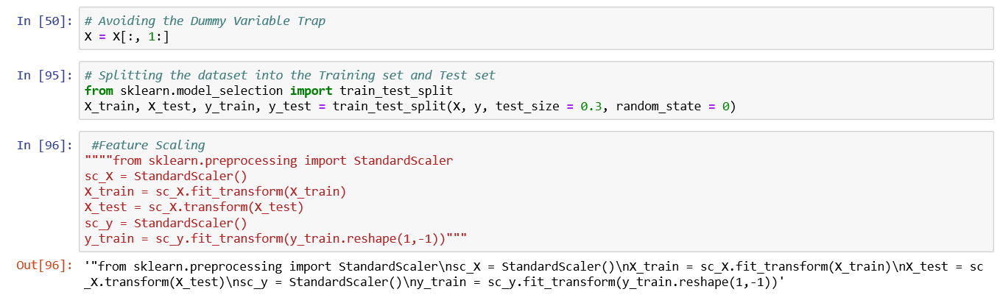 In [50]: # Avoiding the Dummy Variable Trap
X = X[:, 1:]
In [95]: # Splitting the dataset into the Training set and Test set
from sklearn.model_selection import train_test_split
X_train, X_test, y_train, y_test = train_test_split(X, y, test_size = 0.3, random_state = 0)
In [96]: #Feature Scaling
""""from sklearn.preprocessing import StandardScaler
sc_X = StandardScaler()
X_train = sc_X.fit_transform(X_train)
X_test = sc_X.transform(X_test)
sc_y = StandardScaler()
y_train = sc_y.fit_transform(y_train.reshape(1,-1))"""
Out[96]: '"from sklearn.preprocessing import StandardScaler\nsc_X = StandardScaler()\nX_train = sc_X.fit_transform(X_train)\nX_test = sc
_X.transform(X_test)\nsc_y = StandardScaler()\ny_train = sc_y.fit_transform(y_train.reshape(1,-1))'